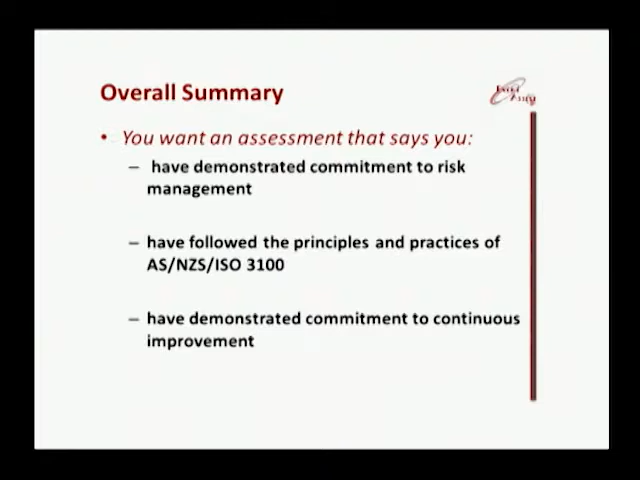 Overall Summary
• You want an assessment that says you:
– have demonstrated commitment to risk
management
– have followed the principles and practices of
AS/NZS/ISO 3100
– have demonstrated commitment to continuous
improvement